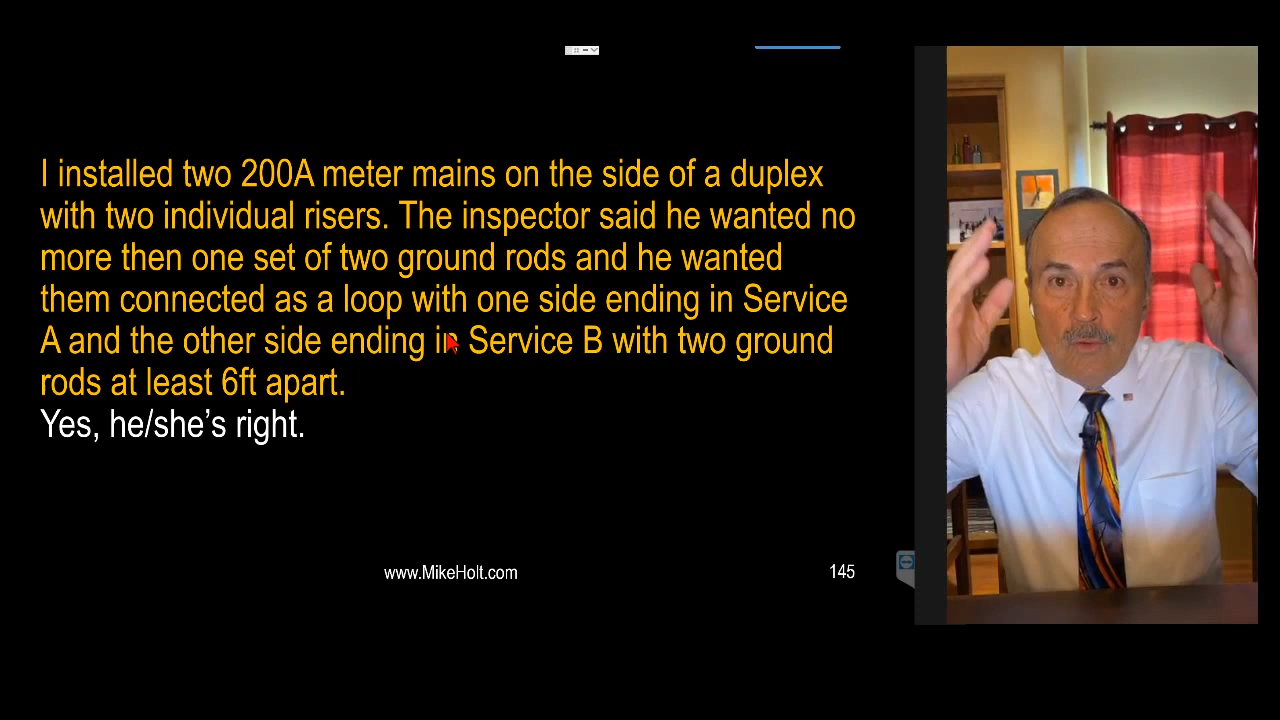 I installed two 200A meter mains on the side of a duplex
with two individual risers. The inspector said he wanted no
more then one set of two ground rods and he wanted
them connected as a loop with one side ending in Service
A and the other side ending in Service B with two ground
rods at least 6ft apart.
Yes, he/she’s right.
www.MikeHolt.com
145